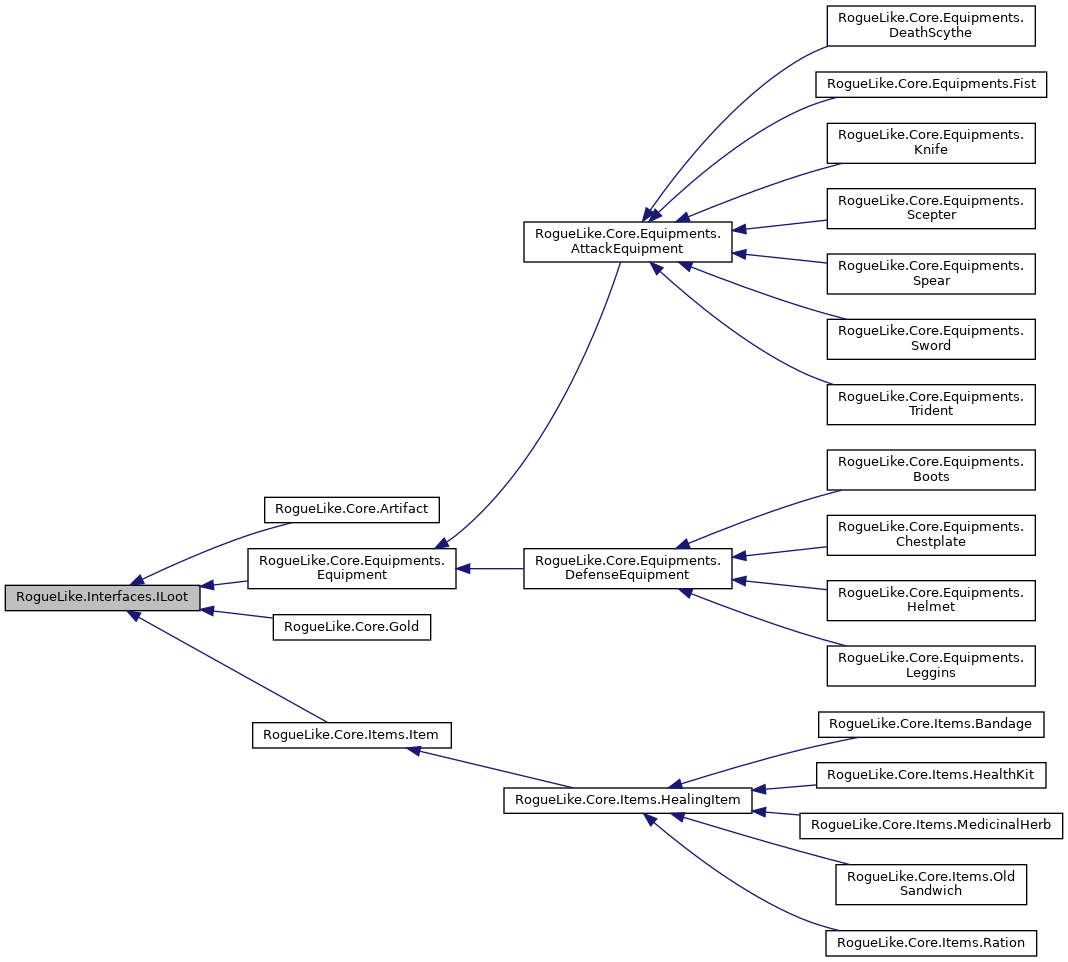 RogueLike.Core.Equipments.
DeathScythe
RogueLike.Core.Equipments.Fist
RogueLike.Core.Equipments.
Knife
RogueLike.Core.Equipments.
Scepter
RogueLike.Core.Equipments.
AttackEquipment
RogueLike.Core.Equipments.
Spear
RogueLike.Core.Equipments.
Sword
RogueLike.Core.Equipments.
Trident
RogueLike.Core.Equipments.
Boots
RogueLike.Core.Artifact
RogueLike.Core.Equipments.
Chestplate
RogueLike.Core.Equipments.
Equipment
RogueLike.Core.Equipments.
DefenseEquipment
RogueLike.Interfaces.ILoot
RogueLike.Core.Equipments.
Helmet
RogueLike.Core.Gold
RogueLike.Core.Equipments.
Leggins
RogueLike.Core.Items.Bandage
RogueLike.Core.Items.Item
RogueLike.Core.Items.HealthKit
RogueLike.Core.Items.HealingItem
RogueLike.Core.Items.MedicinalHerb
RogueLike.Core.Items.Old
Sandwich
RogueLike.Core.Items.Ration